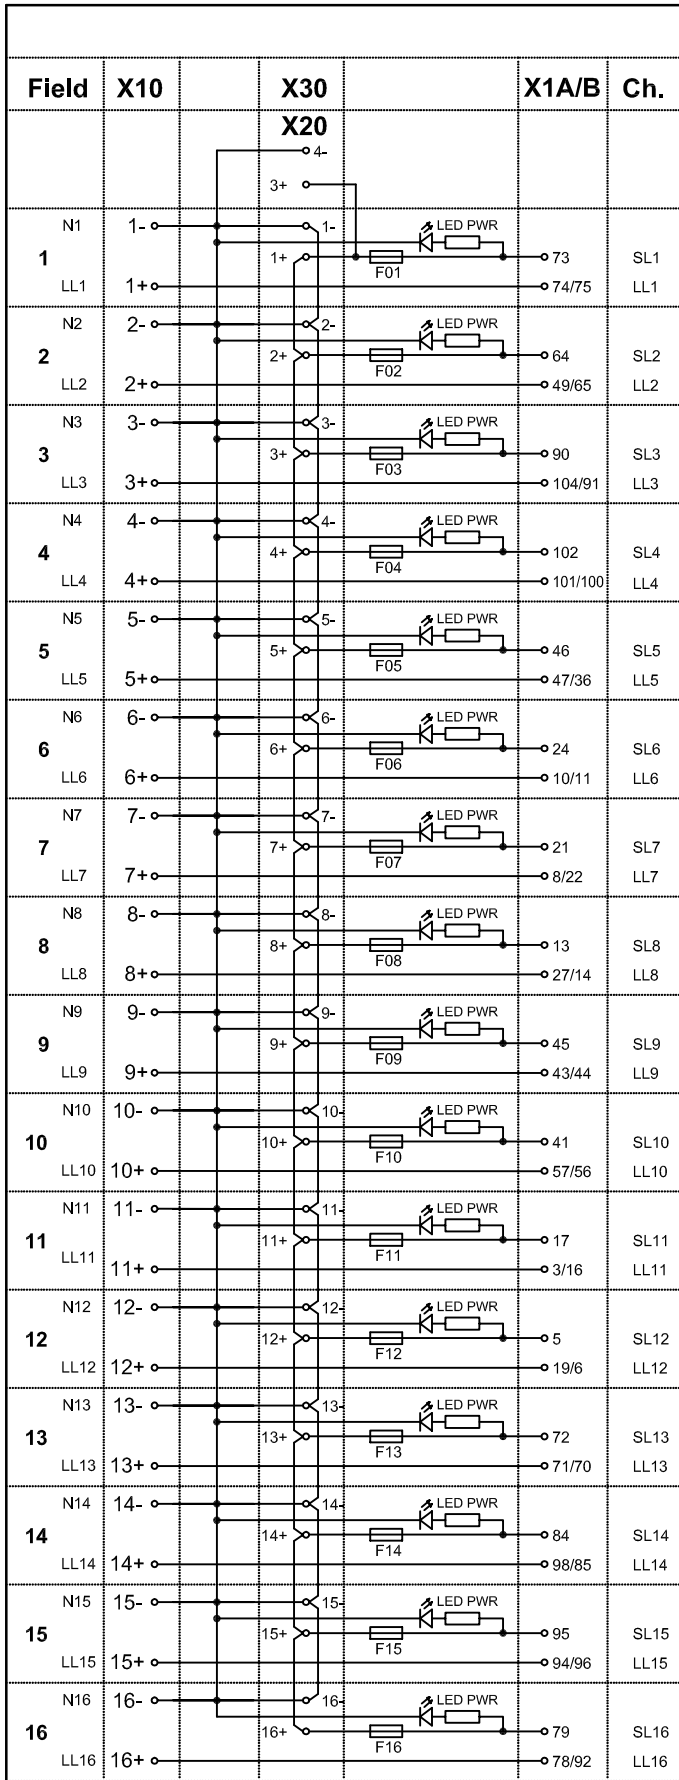 Field X10 X30 X1A/B Ch.
X20
4-
3+
N1 1- 1- LED PWR
1 1+ F01 73 SL1
LL1 1+ 74/75 LL1
N2 2- 2- LED PWR
2 2+ F02 64 SL2
LL2 2+ 49/65 LL2
N3 3- 3- LED PWR
3 3+ F03 90 SL3
LL3 3+ 104/91 LL3
N4 4- 4- LED PWR
4 4+ F04 102 SL4
LL4 4+ 101/100 LL4
N5 5- 5- LED PWR
5 5+ F05 46 SL5
LL5 5+ 47/36 LL5
N6 6- 6- LED PWR
6 6+ F06 24 SL6
LL6 6+ 10/11 LL6
N7 7- 7- LED PWR
7 7+ F07 21 SL7
LL7 7+ 8/22 LL7
N8 8- 8- LED PWR
8 8+ F08 13 SL8
LL8 8+ 27/14 LL8
N9 9- 9- LED PWR
9 9+ F09 45 SL9
LL9 9+ 43/44 LL9
N10 10- 10- LED PWR
10 10+ F10 41 SL10
LL10 10+ 57/56 LL10
N11 11- 11- LED PWR
11 11+ F11 17 SL11
LL11 11+ 3/16 LL11
N12 12- 12- LED PWR
12 12+ F12 5 SL12
LL12 12+ 19/6 LL12
N13 13- 13- LED PWR
13 13+ F13 72 SL13
LL13 13+ 71/70 LL13
N14 14- 14- LED PWR
14 14+ F14 84 SL14
LL14 14+ 98/85 LL14
N15 15- 15- LED PWR
15 15+ F15 95 SL15
LL15 15+ 94/96 LL15
N16 16- 16- LED PWR
16 16+ F16 79 SL16
LL16 16+ 78/92 LL16